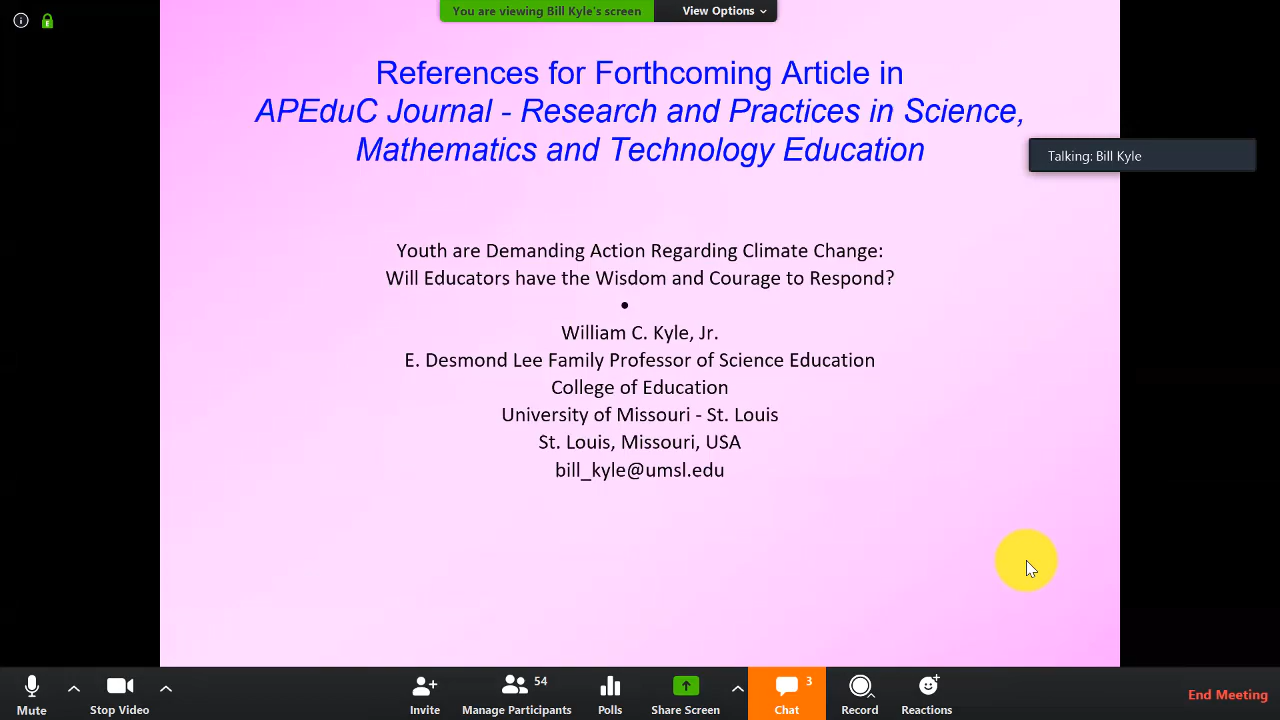 You are viewing Bill Kyle's screen
View Options
References for Forthcoming Article in
APEduC Journal - Research and Practices in Science,
Mathematics and Technology Education
Talking: Bill Kyle
Youth are Demanding Action Regarding Climate Change:
Will Educators have the Wisdom and Courage to Respond?
•
William C. Kyle, Jr.
E. Desmond Lee Family Professor of Science Education
College of Education
University of Missouri - St. Louis
St. Louis, Missouri, USA
bill_kyle@umsl.edu
Mute
Stop Video
Invite
54
Manage Participants
Polls
Share Screen
3
Chat
Record
Reactions
End Meeting